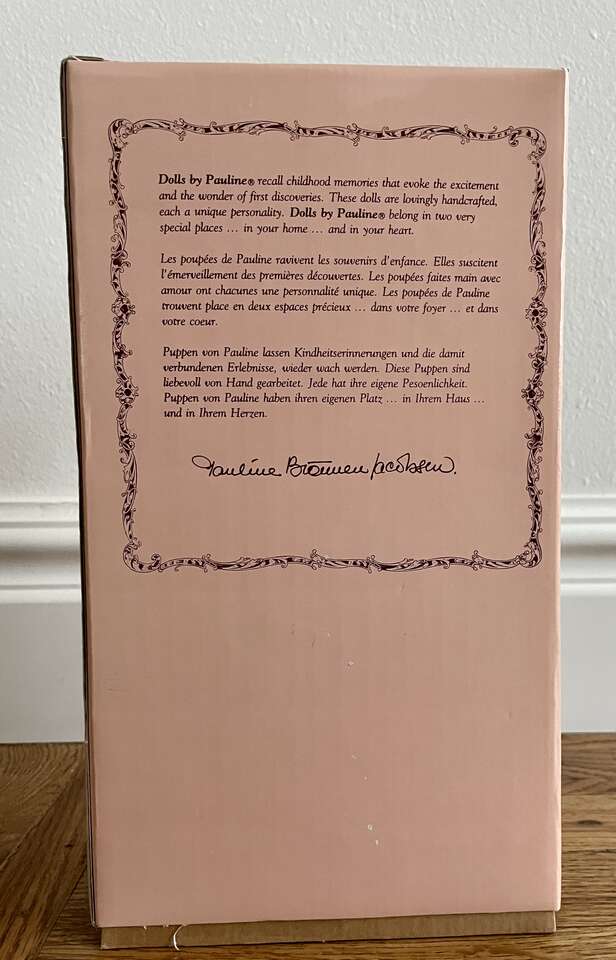 Dolls by Pauline® recall childhood memories that evoke the excitement
and the wonder of first discoveries. These dolls are lovingly handcrafted,
each a unique personality. Dolls by Pauline® belong in two very
special places ... in your home ... and in your heart.
Les poupées de Pauline ravivent les souvenirs d'enfance. Elles suscitent
l'émerveillement des premières découvertes. Les poupées faites main avec
amour ont chacunes une personnalité unique. Les poupées de Pauline
trouvent place en deux espaces précieux ... dans votre foyer ... et dans
votre coeur.
Puppen von Pauline lassen Kindheitserinnerungen und die damit
verbundenen Erlebnisse, wieder wach werden. Diese Puppen sind
liebevoll von Hand gearbeitet. Jede hat ihre eigene Pesoenlichkeit.
Puppen von Pauline haben ihren eigenen Platz ... in Ihrem Haus ...
und in Ihrem Herzen.
Pauline Brönnen Jacobsen.